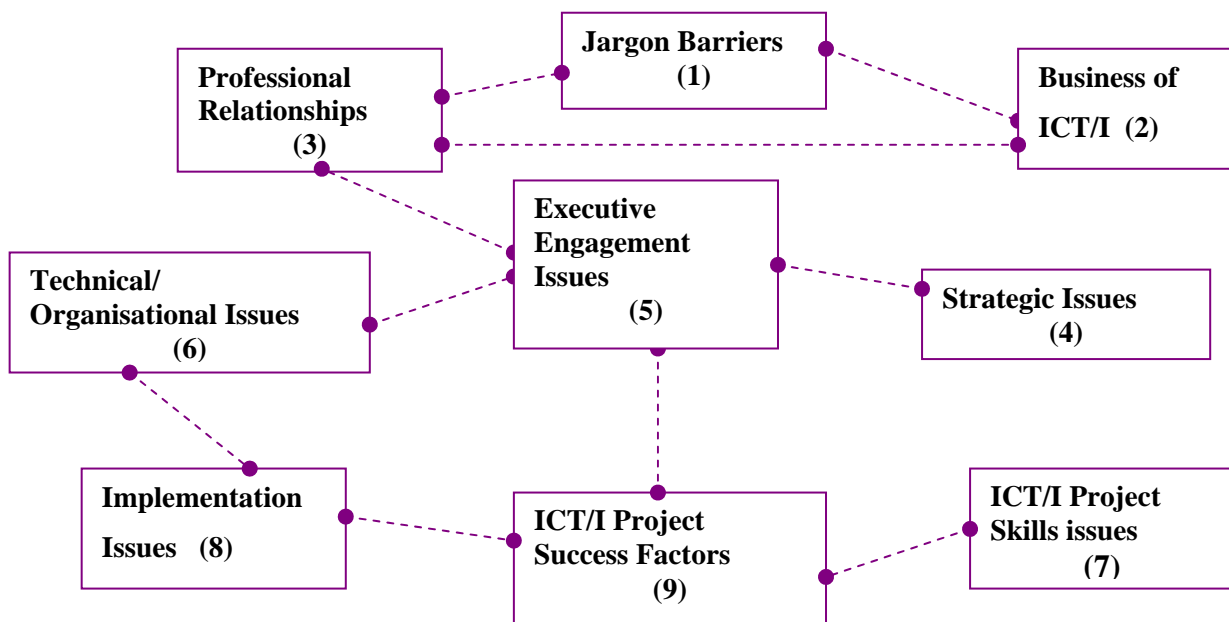 Jargon Barriers
(1)
Professional
Relationships
(3)
Business of
ICT/I (2)
Executive
Engagement
Issues
(5)
Technical/
Organisational Issues
(6)
Strategic Issues
(4)
Implementation
Issues (8)
ICT/I Project
Success Factors
(9)
ICT/I Project
Skills issues
(7)